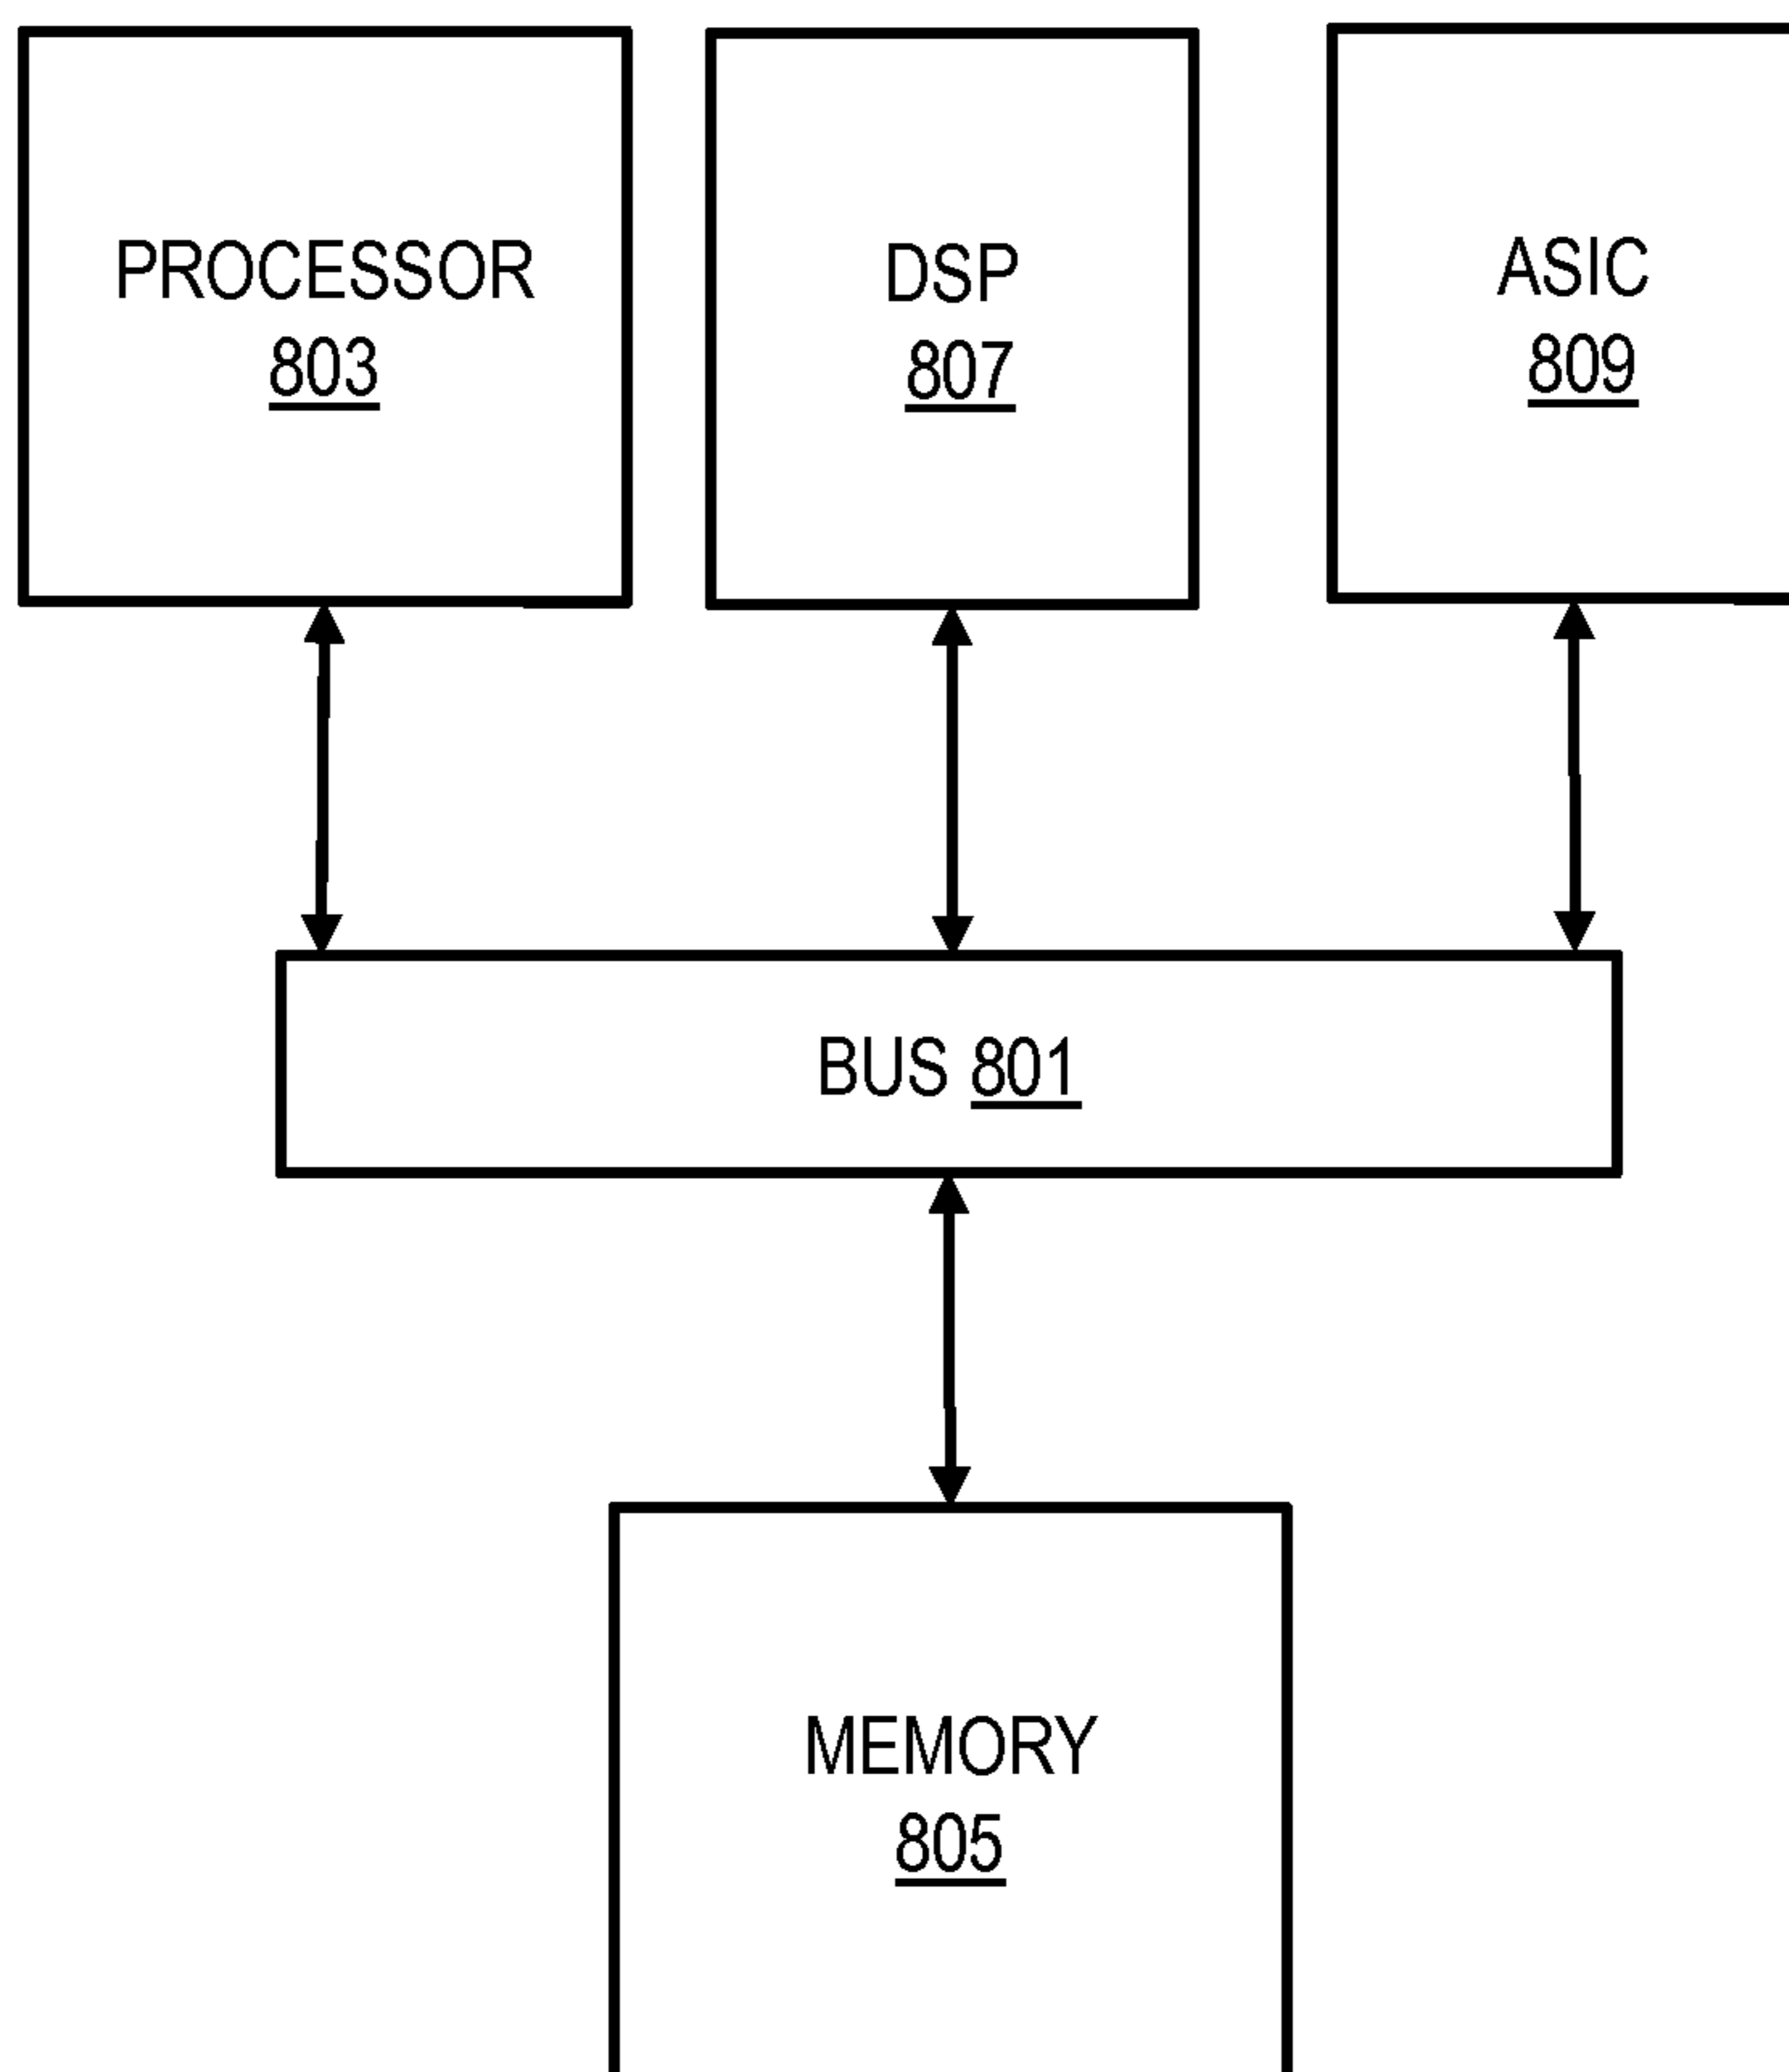 PROCESSOR
803
DSP
807
ASIC
809
BUS 801
MEMORY
805